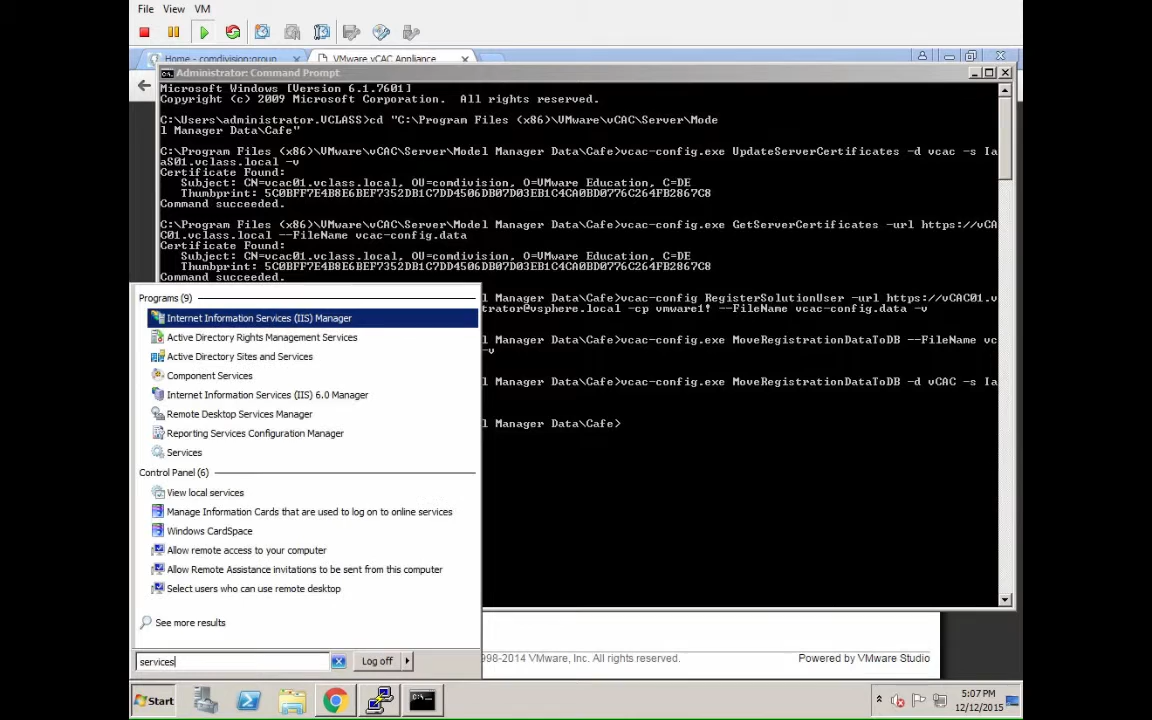 File View VM
Home - comdivision:group
VMware vCAC Appliance
Administrator: Command Prompt
Microsoft Windows [Version 6.1.7601]
Copyright (c) 2009 Microsoft Corporation.  All rights reserved.
C:\Users\administrator.VCLASS>cd "C:\Program Files (x86)\VMware\vCAC\Server\Mode
l Manager Data\Cafe"
C:\Program Files (x86)\VMware\vCAC\Server\Model Manager Data\Cafe>vcac-config.exe UpdateServerCertificates -d vcac -s Ia
aS01.vclass.local -v
Certificate Found:
Subject: CN=vcac01.vclass.local, OU=comdivision, O=VMware Education, C=DE
Thumbprint: 5C0BFF7E4B8E6BEF7352DB1C7DD4506DB07D03EB1C4CA0BD0776C264FB2867C8
Command succeeded.
C:\Program Files (x86)\VMware\vCAC\Server\Model Manager Data\Cafe>vcac-config.exe GetServerCertificates -url https://vCA
C01.vclass.local --FileName vcac-config.data
Certificate Found:
Subject: CN=vcac01.vclass.local, OU=comdivision, O=VMware Education, C=DE
Thumbprint: 5C0BFF7E4B8E6BEF7352DB1C7DD4506DB07D03EB1C4CA0BD0776C264FB2867C8
Command succeeded.
l Manager Data\Cafe>vcac-config RegisterSolutionUser -url https://vCAC01.v
trator@vsphere.local -cp vmware1! --FileName vcac-config.data -v
l Manager Data\Cafe>vcac-config.exe MoveRegistrationDataToDB --FileName vc
-v
l Manager Data\Cafe>vcac-config.exe MoveRegistrationDataToDB -d vCAC -s Ia
l Manager Data\Cafe>
Programs (9)
Internet Information Services (IIS) Manager
Active Directory Rights Management Services
Active Directory Sites and Services
Component Services
Internet Information Services (IIS) 6.0 Manager
Remote Desktop Services Manager
Reporting Services Configuration Manager
Services
Control Panel (6)
View local services
Manage Information Cards that are used to log on to online services
Windows CardSpace
Allow remote access to your computer
Allow Remote Assistance invitations to be sent from this computer
Select users who can use remote desktop
See more results
services
Log off
998-2014 VMware, Inc. All rights reserved.
Powered by VMware Studio
Start
5:07 PM
12/12/2015